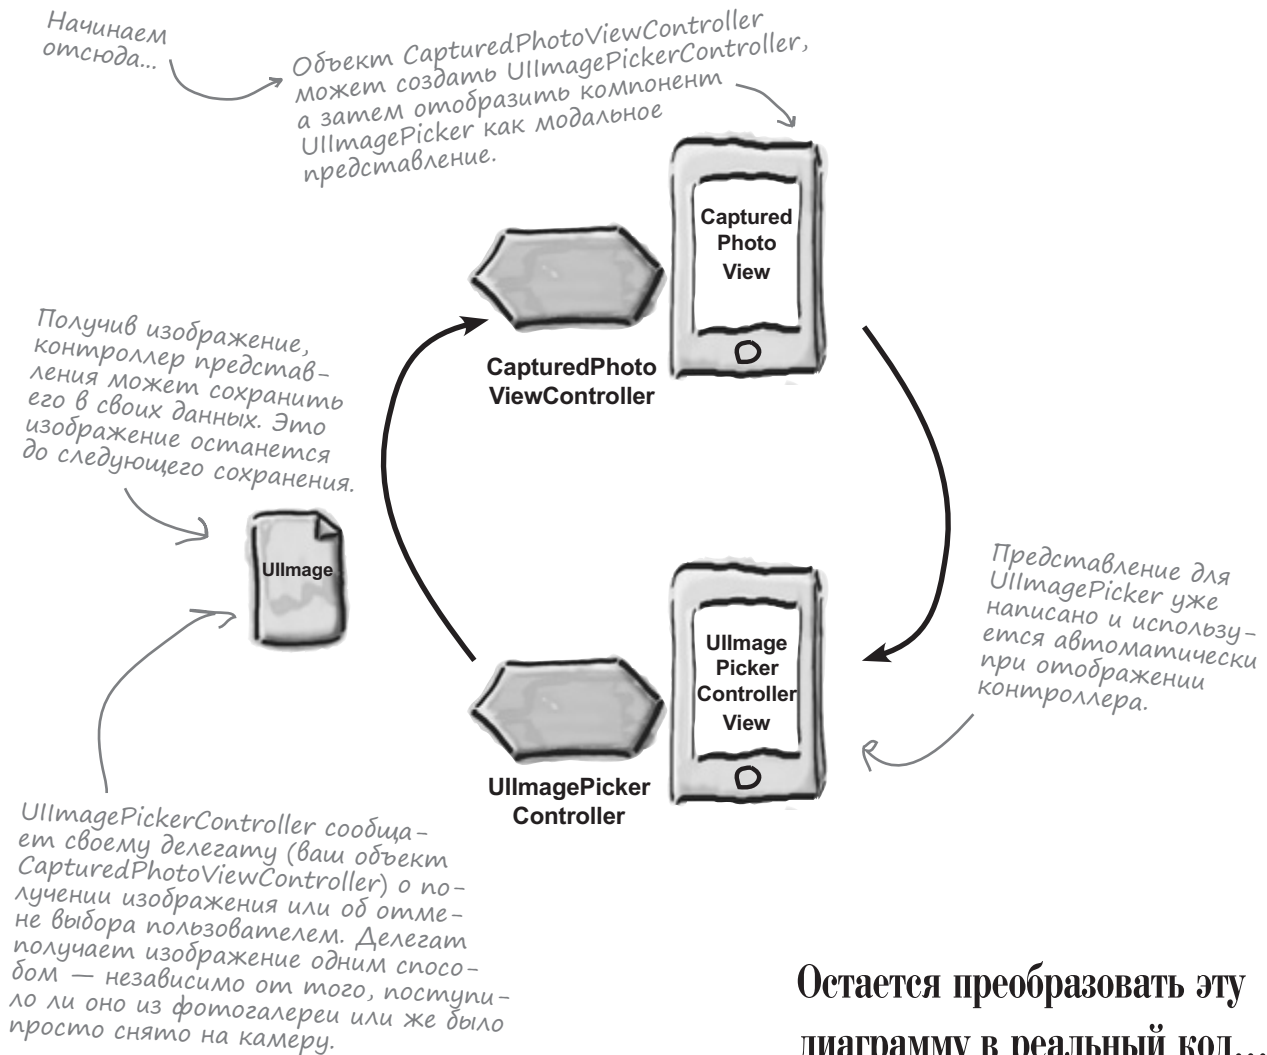 Начинаем
отсюда...
Объект CapturedPhotoViewController
может создать UIImagePickerController,
а затем отобразить компонент
UIImagePicker как модальное
представление.
Captured
Photo
View
CapturedPhoto
ViewController
Получив изображение,
контроллер представ-
ления может сохранить
его в своих данных. Это
изображение останется
до следующего сохранения.
UIImage
Представление для
UIImagePicker уже
написано и использу-
ется автоматически
при отображении
контроллера.
UIImage
Picker
Controller
View
UIImagePicker
Controller
UIImagePickerController сообща-
ет своему делегату (ваш объект
CapturedPhotoViewController) о по-
лучении изображения или об отме-
не выбора пользователем. Делегат
получает изображение одним спосо-
бом — независимо от того, поступи-
ло ли оно из фотогалереи или же было
просто снято на камеру.
Остается преобразовать эту
диаграмму в реальный код...